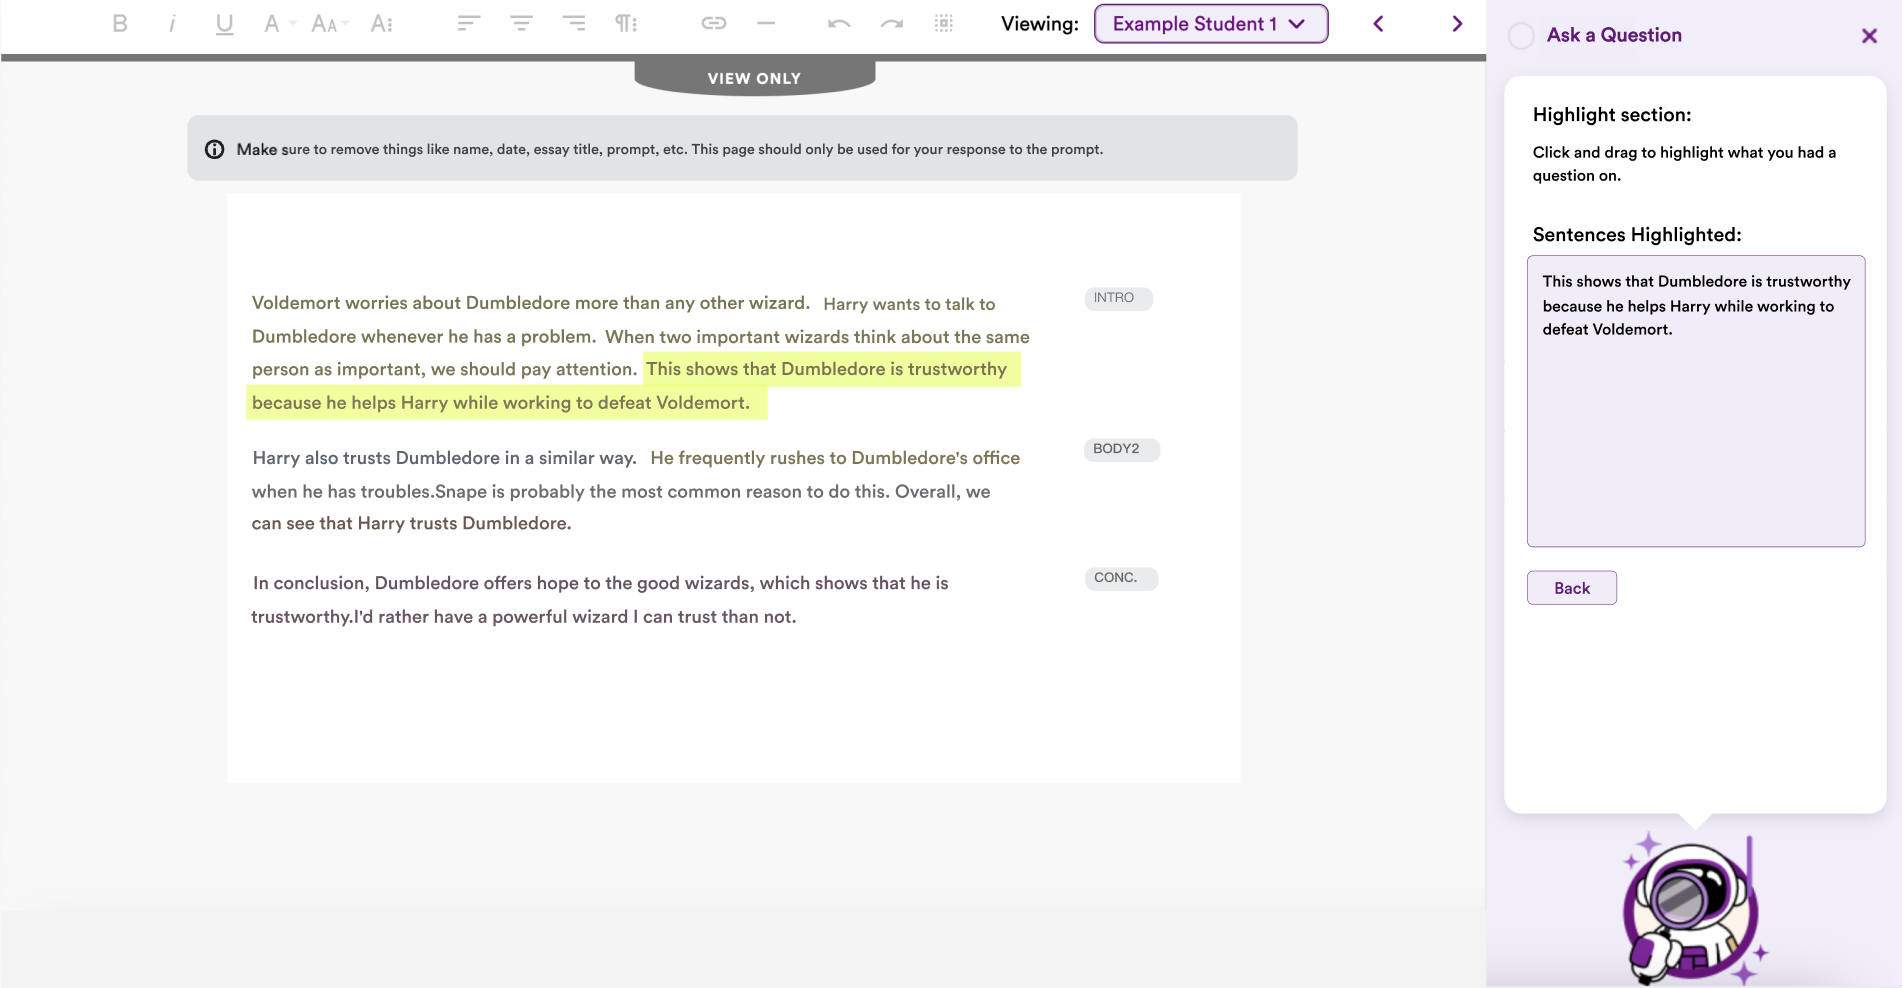 B i U A AA A
Viewing: Example Student 1
VIEW ONLY
Make sure to remove things like name, date, essay title, prompt, etc. This page should only be used for your response to the prompt.
Voldemort worries about Dumbledore more than any other wizard. Harry wants to talk to
Dumbledore whenever he has a problem. When two important wizards think about the same
person as important, we should pay attention. This shows that Dumbledore is trustworthy
because he helps Harry while working to defeat Voldemort.
INTRO
Harry also trusts Dumbledore in a similar way. He frequently rushes to Dumbledore's office
when he has troubles.Snape is probably the most common reason to do this. Overall, we
can see that Harry trusts Dumbledore.
BODY2
In conclusion, Dumbledore offers hope to the good wizards, which shows that he is
trustworthy.I'd rather have a powerful wizard I can trust than not.
CONC.
Ask a Question
Highlight section:
Click and drag to highlight what you had a
question on.
Sentences Highlighted:
This shows that Dumbledore is trustworthy
because he helps Harry while working to
defeat Voldemort.
Back